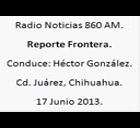 Radio Noticias 860 AM.
Reporte Frontera.
Conduce: Héctor González.
Cd. Juárez, Chihuahua.
17 Junio 2013.